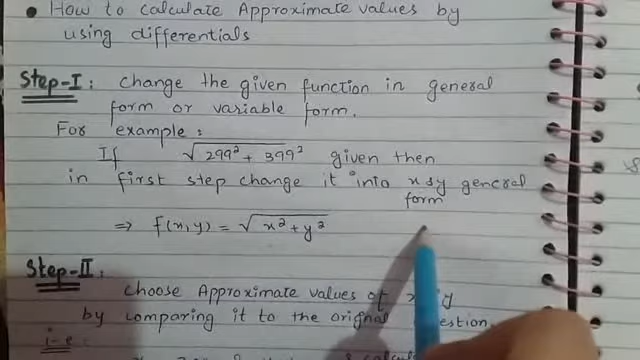 • How to calculate Approximate values by
using differentials
Step-I: Change the given function in general
form or variable form.
For example:
If √299² + 399² given then
in first step change it into x & y general
form
⇒ f(x,y) = √x² + y²
Step-II:
choose Approximate values of
by comparing it to the orignal
i-e: